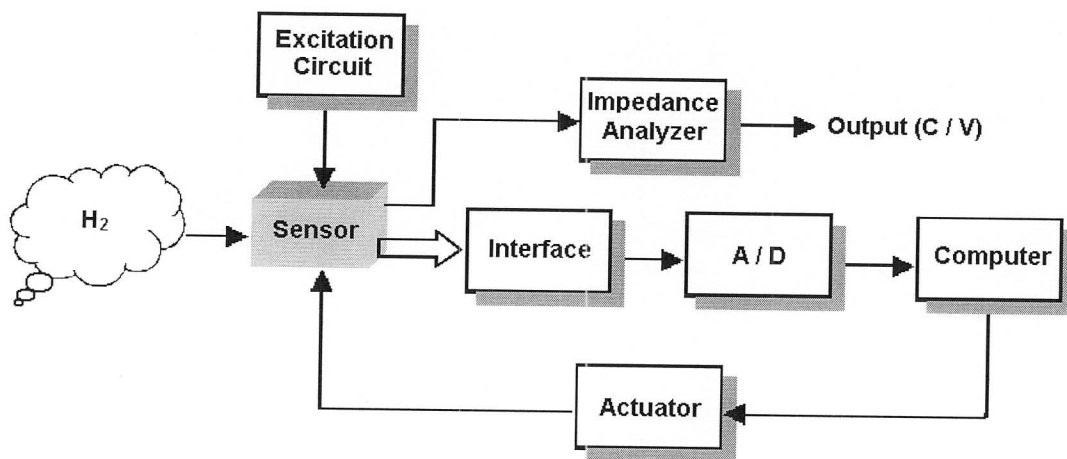 Excitation
Circuit
Impedance
Analyzer
Output (C / V)
H₂
Sensor
Interface
A / D
Computer
Actuator